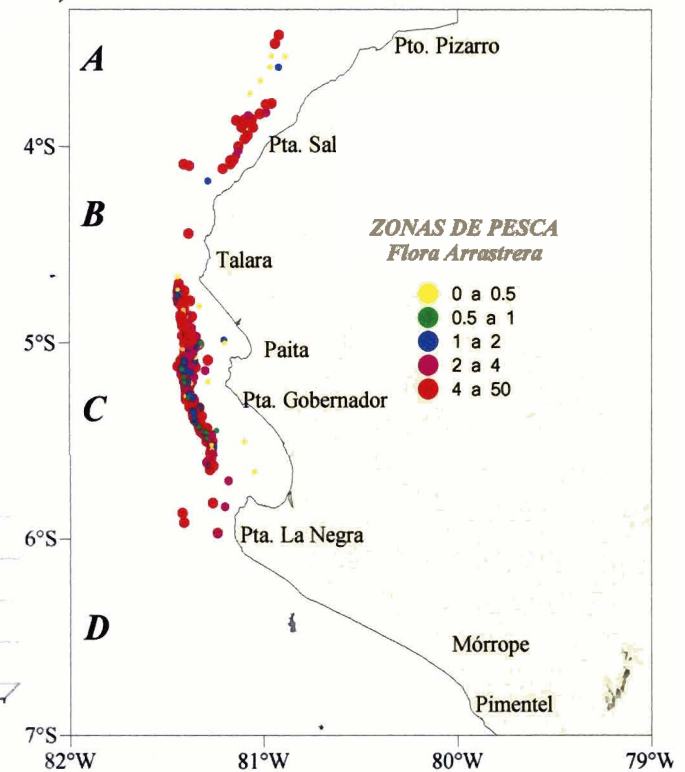 A
Pto. Pizarro
4°S
Pta. Sal
B
ZONAS DE PESCA
Flora Arrastrera
Talara
0 a 0.5
0.5 a 1
5°S
Paita
1 a 2
2 a 4
4 a 50
C
Pta. Gobernador
6°S
Pta. La Negra
D
Mórrope
Pimentel
7°S
82°W
81°W
80°W
79°W